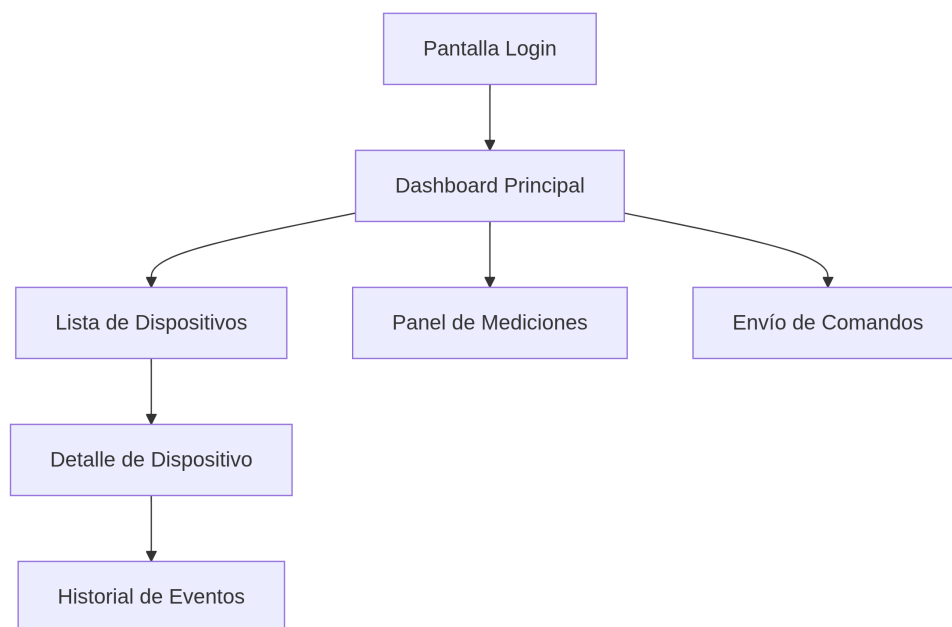 Pantalla Login
Dashboard Principal
Lista de Dispositivos
Panel de Mediciones
Envío de Comandos
Detalle de Dispositivo
Historial de Eventos